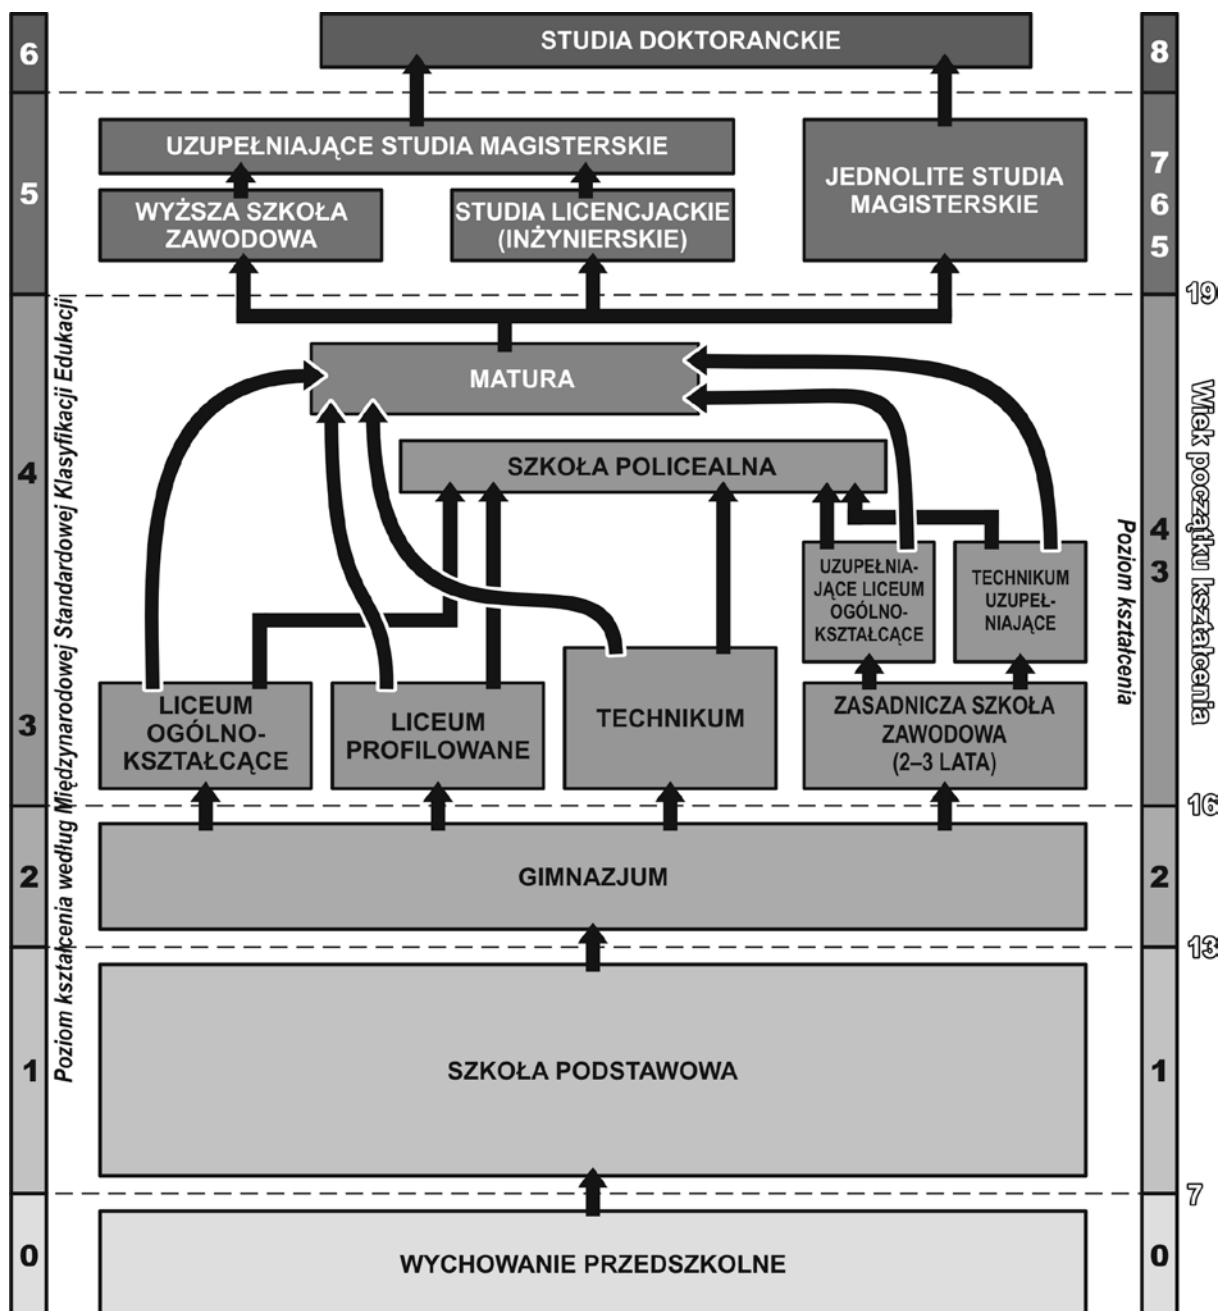 6
STUDIA DOKTORANCKIE
8
UZUPEŁNIAJĄCE STUDIA MAGISTERSKIE
5
WYŻSZA SZKOŁA
ZAWODOWA
STUDIA LICENCJACKIE
(INŻYNIERSKIE)
JEDNOLITE STUDIA
MAGISTERSKIE
7
6
5
19
MATURA
SZKOŁA POLICEALNA
4
4
3
UZUPEŁNIA-
JĄCE LICEUM
OGÓLNO-
KSZTAŁCĄCE
TECHNIKUM
UZUPEŁ-
NIAJĄCE
3
LICEUM
OGÓLNO-
KSZTAŁCĄCE
LICEUM
PROFILOWANE
TECHNIKUM
ZASADNICZA SZKOŁA
ZAWODOWA
(2–3 LATA)
16
2
GIMNAZJUM
2
13
1
SZKOŁA PODSTAWOWA
1
7
0
WYCHOWANIE PRZEDSZKOLNE
0
Poziom kształcenia według Międzynarodowej Standardowej Klasyfikacji Edukacji
Poziom kształcenia
Wiek początku kształcenia